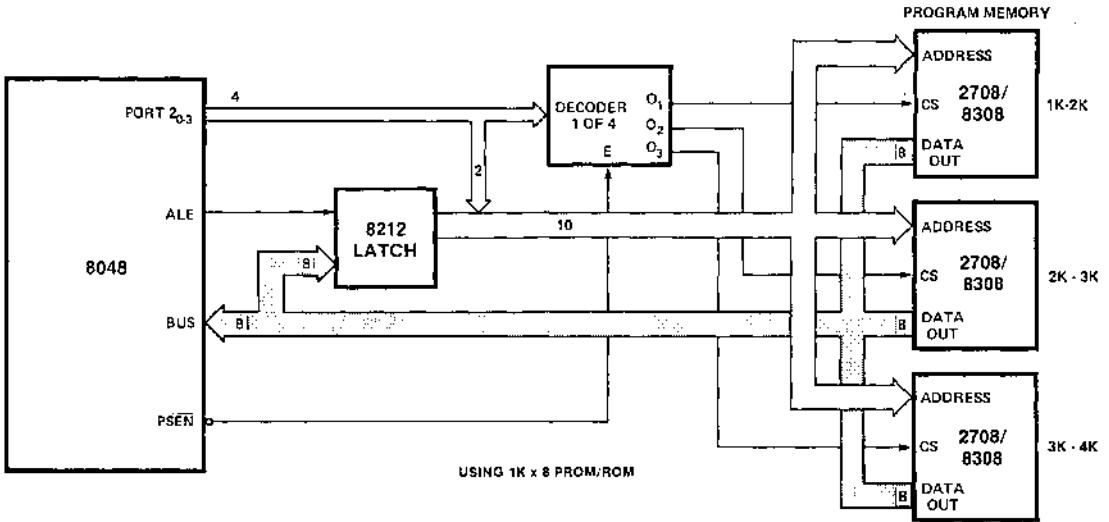 PROGRAM MEMORY
8048
PORT 2₀₋₃
ALE
BUS
PSEN
4
2
8
8
10
8212
LATCH
DECODER
1 OF 4
E
O₁
O₂
O₃
ADDRESS
CS
DATA
OUT
8
2708/
8308
1K-2K
ADDRESS
CS
DATA
OUT
8
2708/
8308
2K - 3K
ADDRESS
CS
DATA
OUT
8
2708/
8308
3K - 4K
USING 1K x 8 PROM/ROM